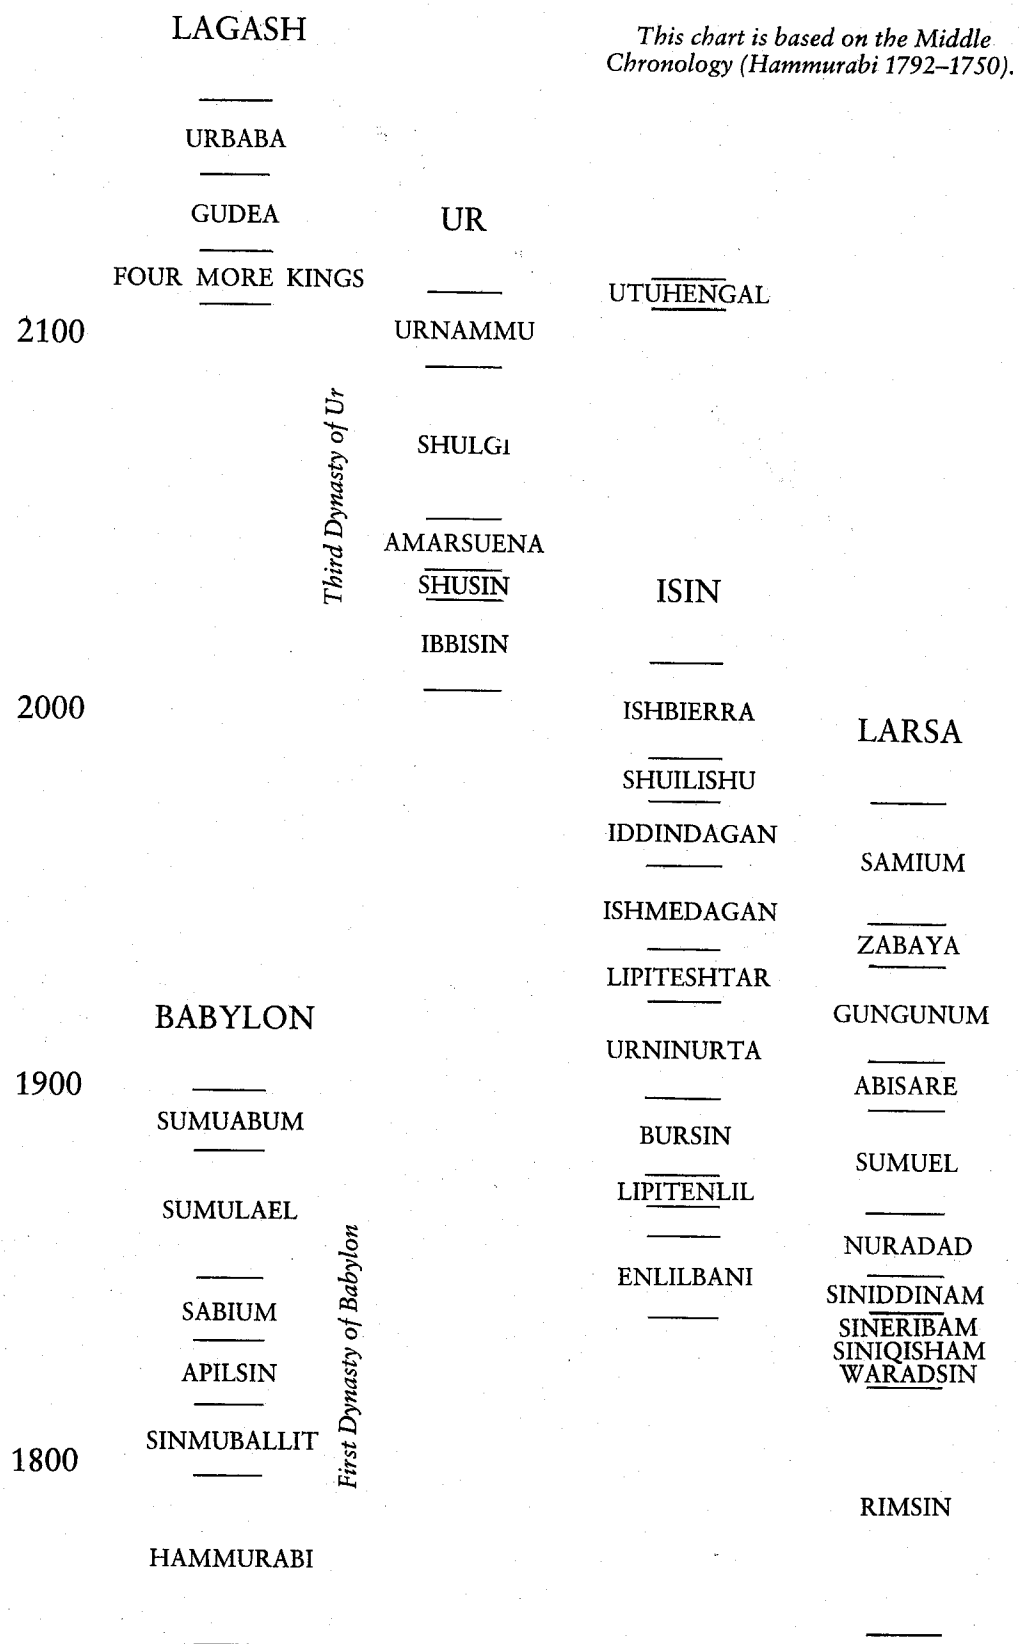 LAGASH
This chart is based on the Middle
Chronology (Hammurabi 1792–1750).
URBABA
GUDEA
FOUR MORE KINGS
2100
UR
URNAMMU
SHULGI
AMARSUENA
SHUSIN
IBBISIN
Third Dynasty of Ur
UTUHENGAL
2000
ISIN
ISHBIERRA
SHUILISHU
IDDINDAGAN
ISHMEDAGAN
LIPITESHTAR
URNINURTA
BURSIN
LIPITENLIL
ENLILBANI
LARSA
SAMIUM
ZABAYA
GUNGUNUM
ABISARE
SUMUEL
NURADAD
SINIDDINAM
SINERIBAM
SINIQISHAM
WARADSIN
RIMSIN
BABYLON
1900
SUMUABUM
SUMULAEL
SABIUM
APILSIN
SINMUBALLIT
1800
HAMMURABI
First Dynasty of Babylon